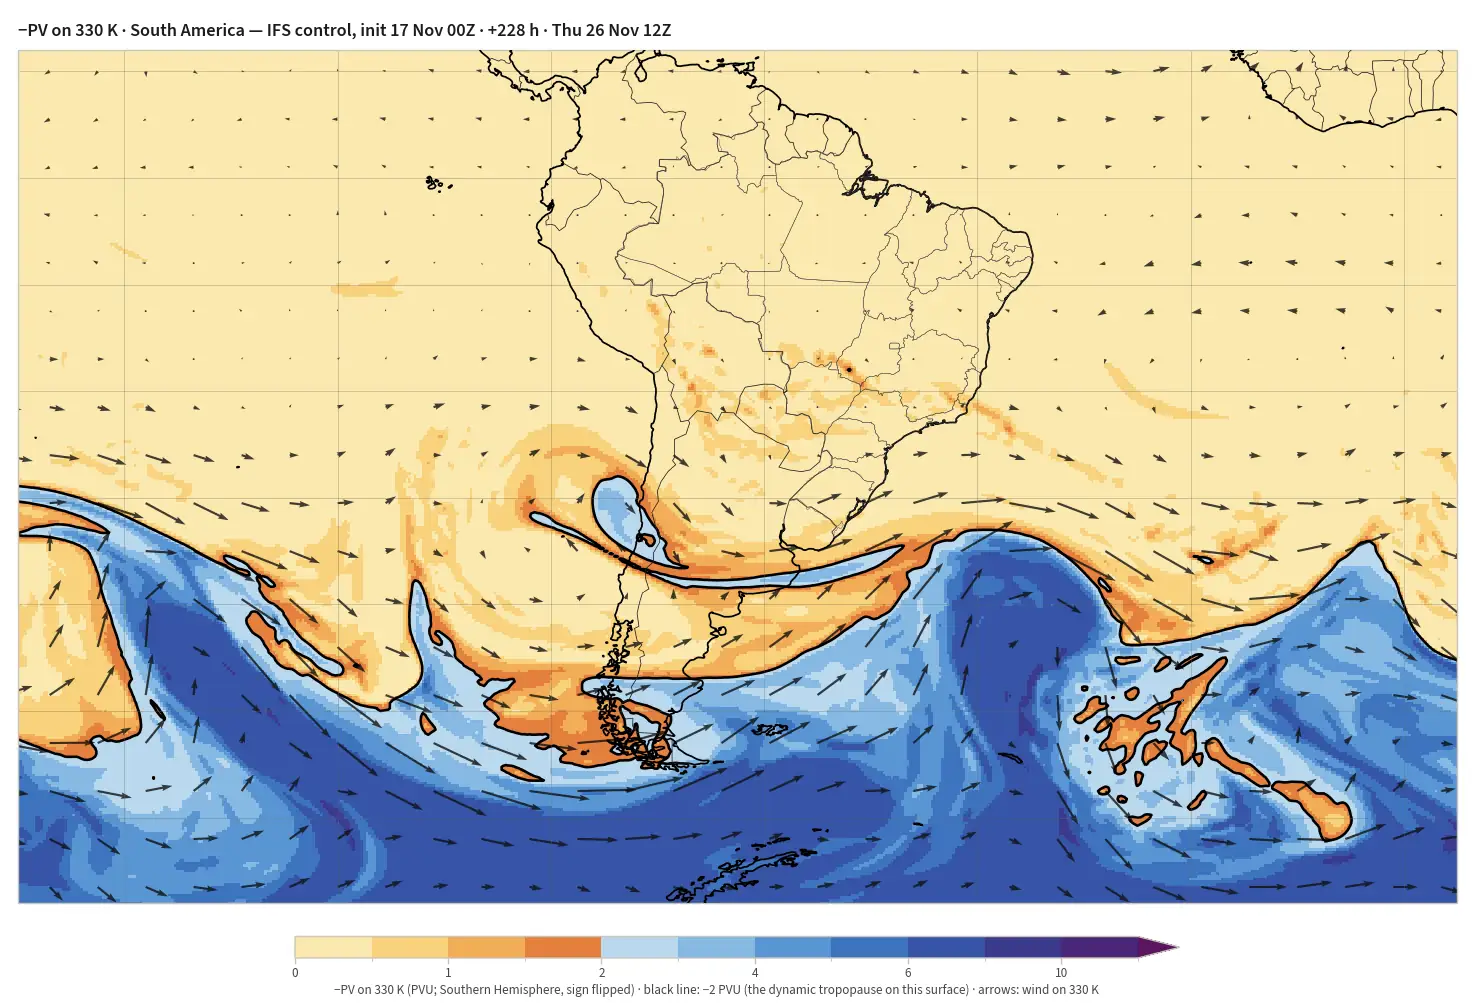 −PV on 330 K · South America — IFS control, init 17 Nov 00Z · +228 h · Thu 26 Nov 12Z
0 1 2 4 6 10
−PV on 330 K (PVU; Southern Hemisphere, sign flipped) · black line: −2 PVU (the dynamic tropopause on this surface) · arrows: wind on 330 K